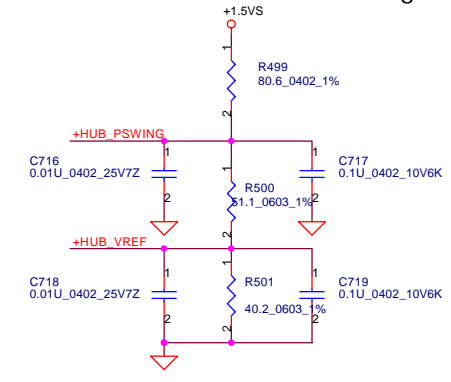 +1.5VS
1
R499
80.6_0402_1%
2
+HUB_PSWING
1
C716
0.01U_0402_25V7Z
2
1
R500
51.1_0603_1%
2
1
C717
0.1U_0402_10V6K
2
+HUB_VREF
1
C718
0.01U_0402_25V7Z
2
1
R501
40.2_0603_1%
2
1
C719
0.1U_0402_10V6K
2